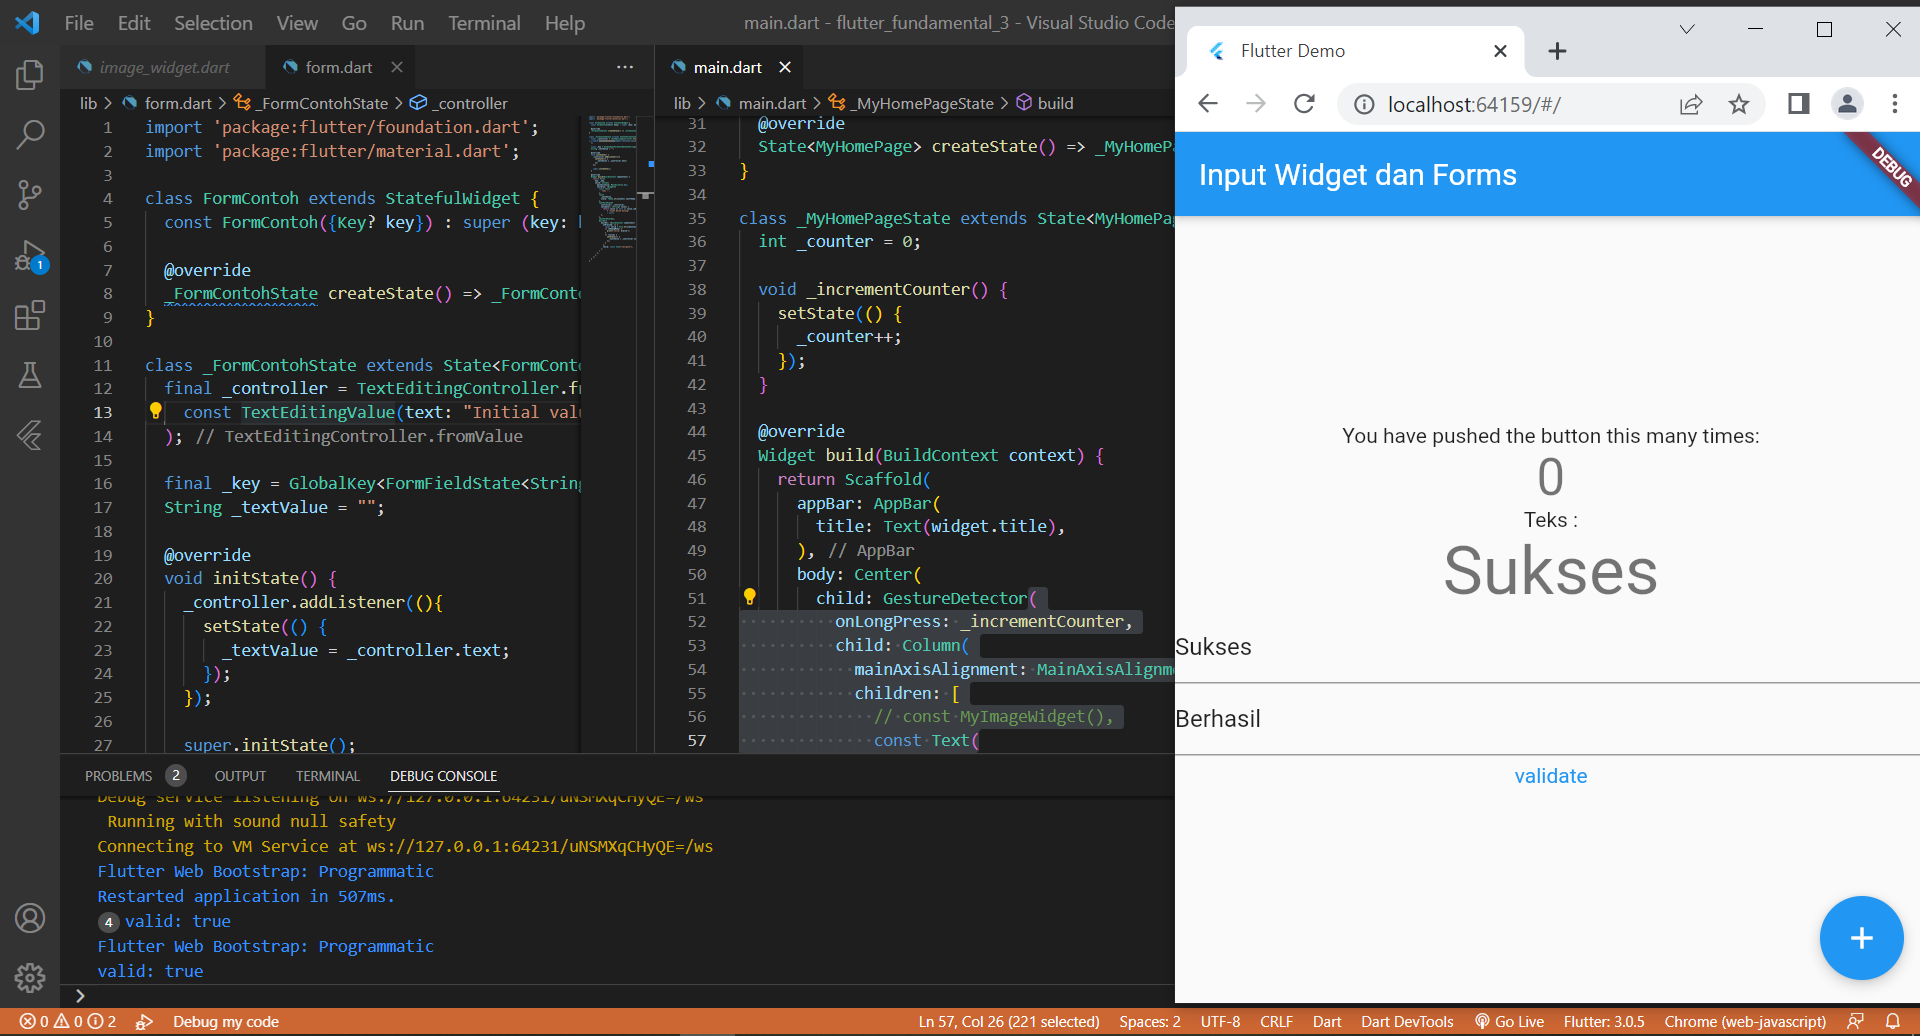 File Edit Selection View Go Run Terminal Help
main.dart - flutter_fundamental_3 - Visual Studio Code
image_widget.dart form.dart
lib > form.dart > _FormContohState > _controller
1 import 'package:flutter/foundation.dart';
2 import 'package:flutter/material.dart';
3
4 class FormContoh extends StatefulWidget {
5 const FormContoh({Key? key}) : super (key:
6
7 @override
8 _FormContohState createState() => _FormCont
9 }
10
11 class _FormContohState extends State<FormCont
12 final _controller = TextEditingController.f
13 const TextEditingValue(text: "Initial val
14 ); // TextEditingController.fromValue
15
16 final _key = GlobalKey<FormFieldState<Strin
17 String _textValue = "";
18
19 @override
20 void initState() {
21 _controller.addListener((){
22 setState(() {
23 _textValue = _controller.text;
24 });
25 });
26
27 super.initState();
main.dart
lib > main.dart > _MyHomePageState > build
31 @override
32 State<MyHomePage> createState() => _MyHomeP
33 }
34
35 class _MyHomePageState extends State<MyHomePa
36 int _counter = 0;
37
38 void _incrementCounter() {
39 setState(() {
40 _counter++;
41 });
42 }
43
44 @override
45 Widget build(BuildContext context) {
46 return Scaffold(
47 appBar: AppBar(
48 title: Text(widget.title),
49 ), // AppBar
50 body: Center(
51 child: GestureDetector(
52 onLongPress: _incrementCounter,
53 child: Column(
54 mainAxisAlignment: MainAxisAlignm
55 children: [
56 // const MyImageWidget(),
57 const Text(
PROBLEMS 2 OUTPUT TERMINAL DEBUG CONSOLE
Debug service listening on ws://127.0.0.1:64231/uNSMXqCHyQE=/ws
Running with sound null safety
Connecting to VM Service at ws://127.0.0.1:64231/uNSMXqCHyQE=/ws
Flutter Web Bootstrap: Programmatic
Restarted application in 507ms.
4 valid: true
Flutter Web Bootstrap: Programmatic
valid: true
>
1
Flutter Demo
localhost:64159/#/
Input Widget dan Forms
DEBUG
You have pushed the button this many times:
0
Teks :
Sukses
Sukses
Berhasil
validate
+
0 0 2 Debug my code Ln 57, Col 26 (221 selected) Spaces: 2 UTF-8 CRLF Dart Dart DevTools Go Live Flutter: 3.0.5 Chrome (web-javascript)